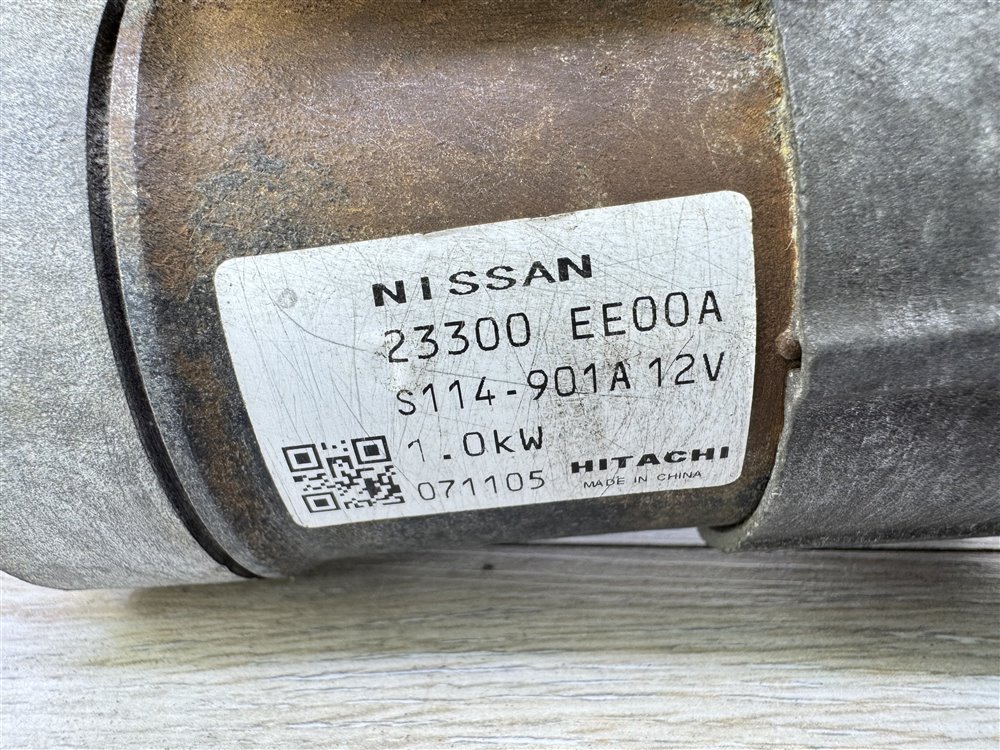 NISSAN
23300 EE00A
S114-901A 12V
1.0kW
071105 HITACHI
MADE IN CHINA